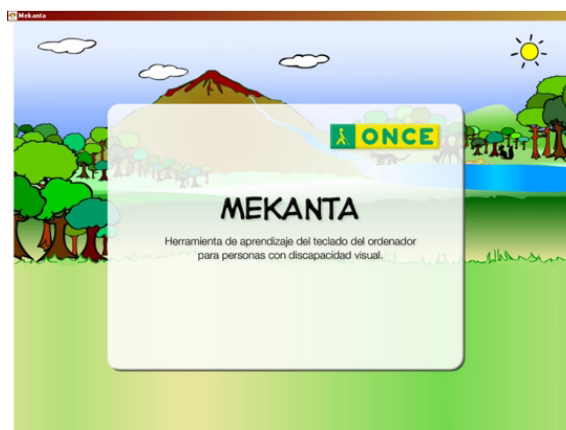 Mekanta
ONCE
MEKANTA
Herramienta de aprendizaje del teclado del ordenador
para personas con discapacidad visual.